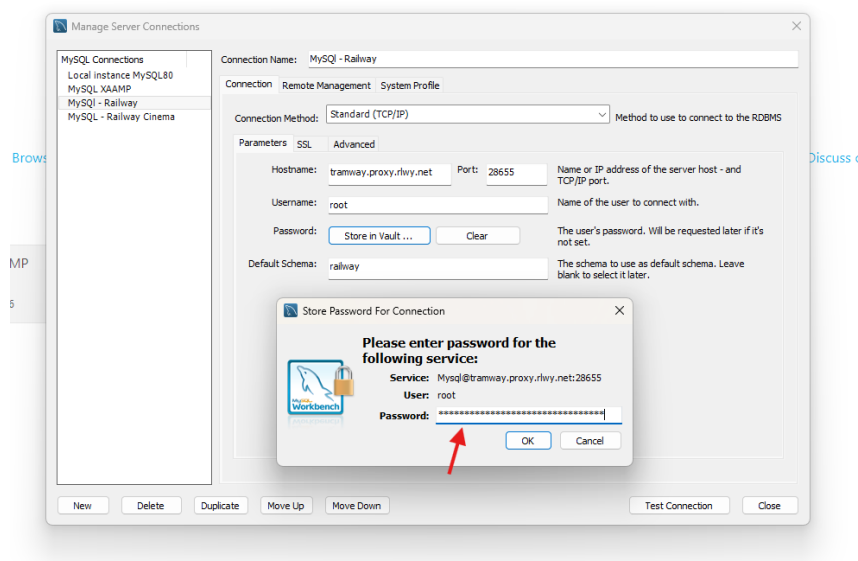 Manage Server Connections
MySQL Connections
Local instance MySQL80
MySQL XAAMP
MySQl - Railway
MySQL - Railway Cinema
Connection Name: MySQl - Railway
Connection Remote Management System Profile
Connection Method: Standard (TCP/IP) Method to use to connect to the RDBMS
Parameters SSL Advanced
Hostname: tramway.proxy.rlwy.net Port: 28655 Name or IP address of the server host - and
TCP/IP port.
Username: root Name of the user to connect with.
Password: Store in Vault ... Clear The user's password. Will be requested later if it's
not set.
Default Schema: railway The schema to use as default schema. Leave
blank to select it later.
Brows
Discuss
MP
6
Store Password For Connection
Please enter password for the
following service:
Service: Mysql@tramway.proxy.rlwy.net:28655
User: root
Password: ********************************
MySQL
Workbench
OK Cancel
New Delete Duplicate Move Up Move Down Test Connection Close